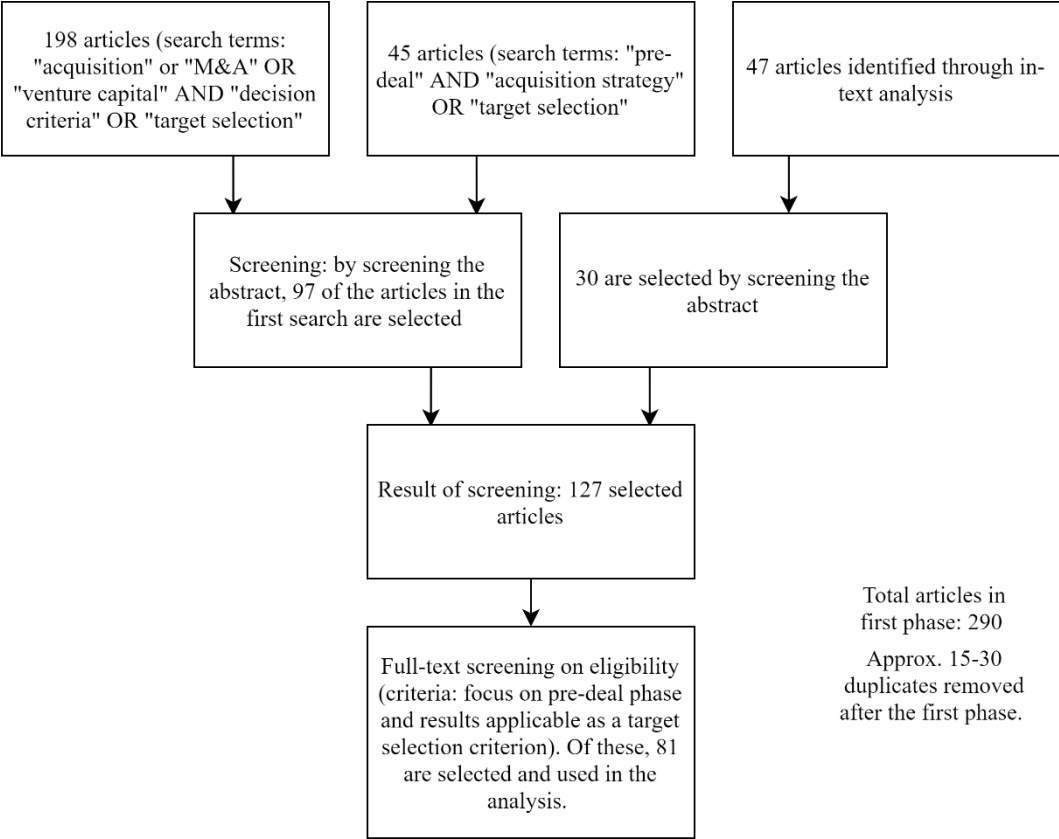 198 articles (search terms:
"acquisition" or "M&A" OR
"venture capital" AND "decision
criteria" OR "target selection"
45 articles (search terms: "pre-
deal" AND "acquisition strategy"
OR "target selection"
47 articles identified through in-
text analysis
Screening: by screening the
abstract, 97 of the articles in the
first search are selected
30 are selected by screening the
abstract
Result of screening: 127 selected
articles
Full-text screening on eligibility
(criteria: focus on pre-deal phase
and results applicable as a target
selection criterion). Of these, 81
are selected and used in the
analysis.
Total articles in
first phase: 290
Approx. 15-30
duplicates removed
after the first phase.